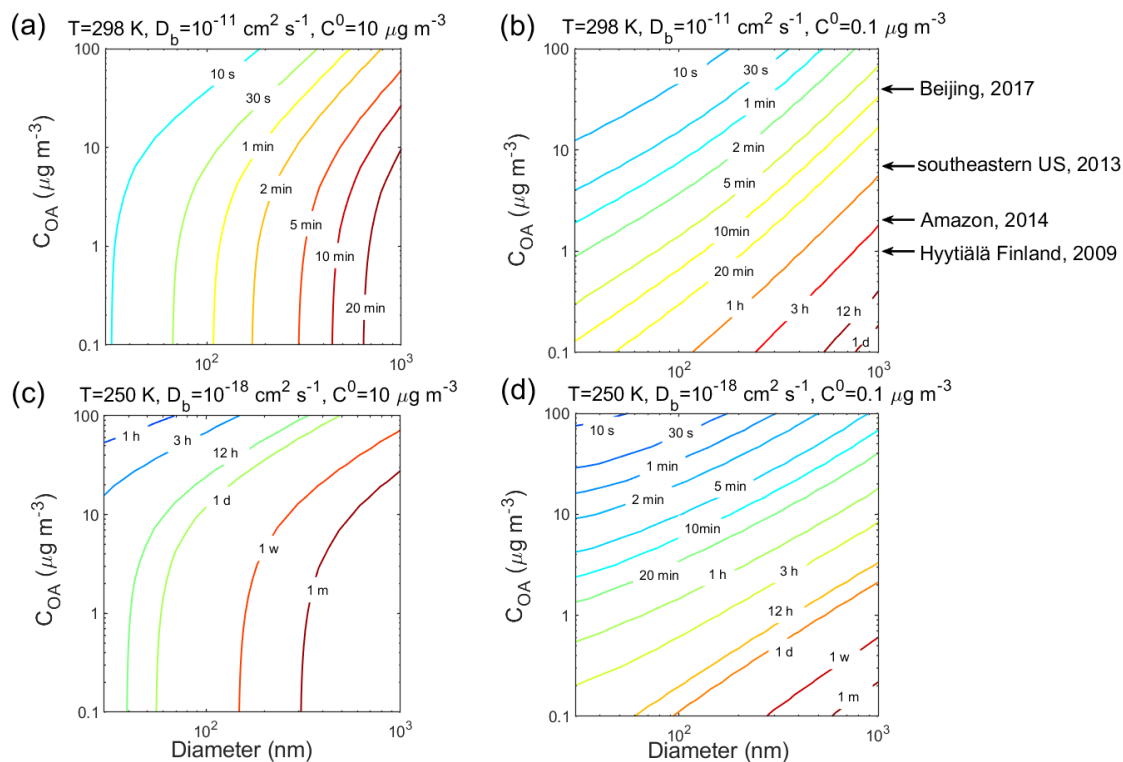 (a) T=298 K, D_b=10^-11 cm^2 s^-1, C^0=10 μg m^-3
100
10
1
0.1
C_OA (μg m^-3)
10 s
30 s
1 min
2 min
5 min
10 min
20 min
10^2
10^3
(b) T=298 K, D_b=10^-11 cm^2 s^-1, C^0=0.1 μg m^-3
100
10
1
0.1
C_OA (μg m^-3)
10 s
30 s
1 min
2 min
5 min
10min
20 min
1 h
3 h
12 h
1 d
10^2
10^3
Beijing, 2017
southeastern US, 2013
Amazon, 2014
Hyytiälä Finland, 2009
(c) T=250 K, D_b=10^-18 cm^2 s^-1, C^0=10 μg m^-3
100
10
1
0.1
C_OA (μg m^-3)
1 h
3 h
12 h
1 d
1 w
1 m
10^2
10^3
Diameter (nm)
(d) T=250 K, D_b=10^-18 cm^2 s^-1, C^0=0.1 μg m^-3
100
10
1
0.1
C_OA (μg m^-3)
10 s
30 s
1 min
2 min
5 min
10min
20 min
1 h
3 h
12 h
1 d
1 w
1 m
10^2
10^3
Diameter (nm)